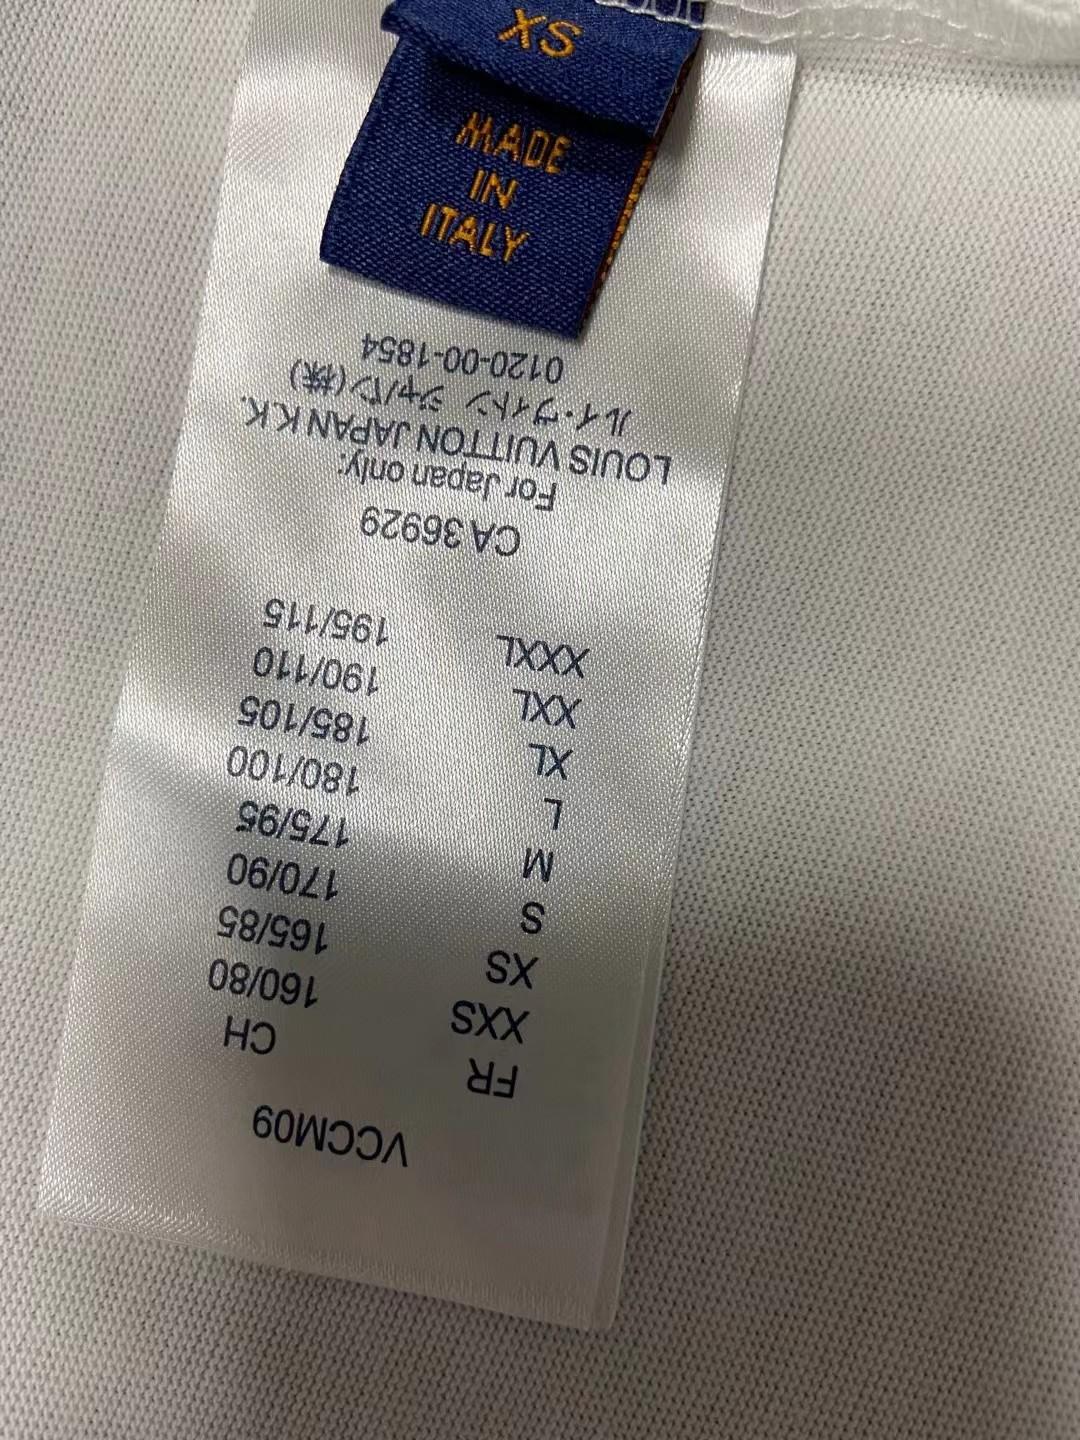 XS
MADE
IN
ITALY
VCCM09
FR CH
XXS 160/80
XS 165/85
S 170/90
M 175/95
L 180/100
XL 185/105
XXL 190/110
XXXL 195/115
CA 36929
For Japan only:
LOUIS VUITTON JAPAN K.K.
ルイ・ヴィトン ジャパン(株)
0120-00-1854